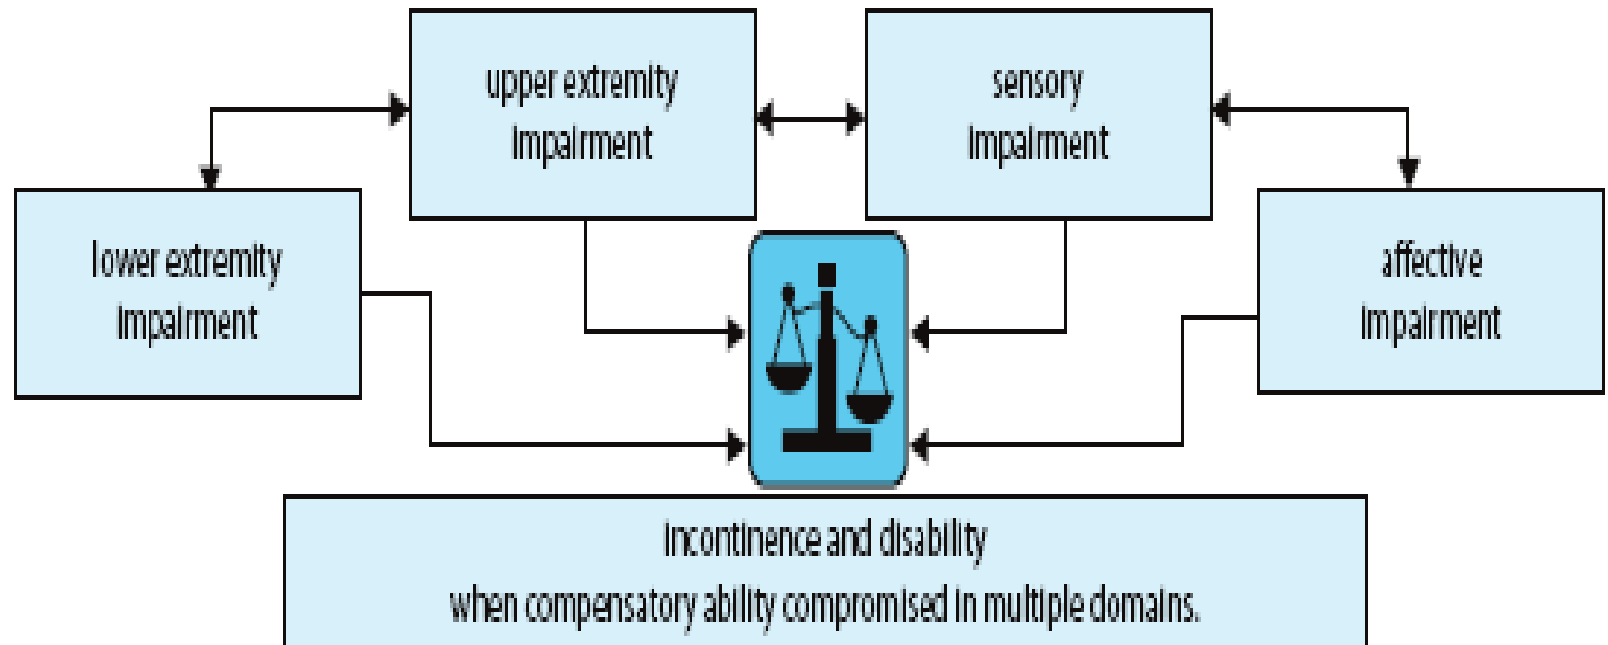 upper extremity
impairment
sensory
impairment
lower extremity
impairment
affective
impairment
incontinence and disability
when compensatory ability compromised in multiple domains.